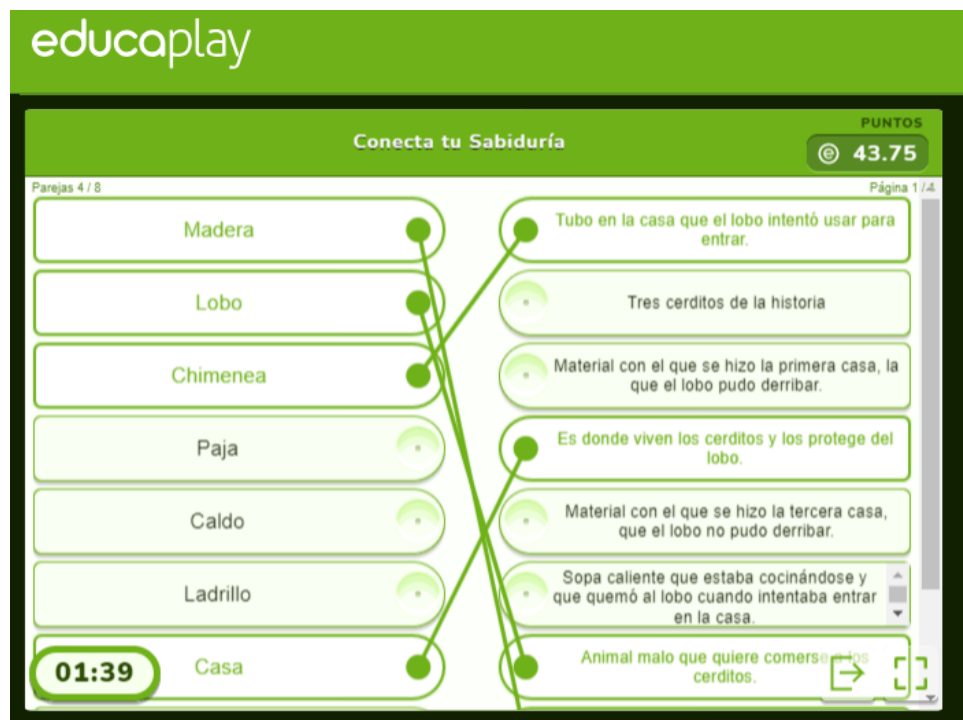 educaplay
Conecta tu Sabiduría
PUNTOS
43.75
Parejas 4 / 8
Página 1 / 4
Madera
Tubo en la casa que el lobo intentó usar para
entrar.
Lobo
Tres cerditos de la historia
Chimenea
Material con el que se hizo la primera casa, la
que el lobo pudo derribar.
Paja
Es donde viven los cerditos y los protege del
lobo.
Caldo
Material con el que se hizo la tercera casa,
que el lobo no pudo derribar.
Ladrillo
Sopa caliente que estaba cocinándose y
que quemó al lobo cuando intentaba entrar
en la casa.
01:39
Casa
Animal malo que quiere comerse a los
cerditos.